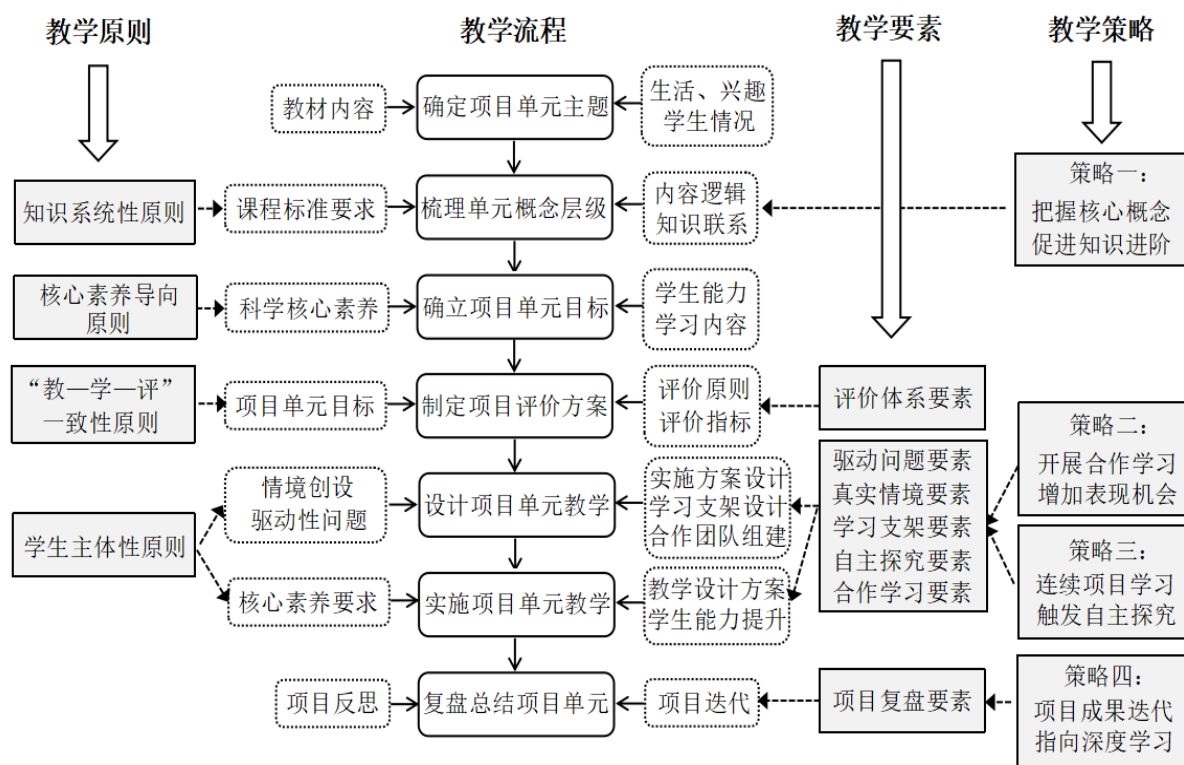 教学原则
教学流程
教学要素
教学策略
教材内容
确定项目单元主题
生活、兴趣
学生情况
知识系统性原则
课程标准要求
梳理单元概念层级
内容逻辑
知识联系
策略一：
把握核心概念
促进知识进阶
核心素养导向
原则
科学核心素养
确立项目单元目标
学生能力
学习内容
“教—学—评”
一致性原则
项目单元目标
制定项目评价方案
评价原则
评价指标
评价体系要素
学生主体性原则
情境创设
驱动性问题
设计项目单元教学
实施方案设计
学习支架设计
合作团队组建
驱动问题要素
真实情境要素
学习支架要素
自主探究要素
合作学习要素
策略二：
开展合作学习
增加表现机会
核心素养要求
实施项目单元教学
教学设计方案
学生能力提升
策略三：
连续项目学习
触发自主探究
项目反思
复盘总结项目单元
项目迭代
项目复盘要素
策略四：
项目成果迭代
指向深度学习